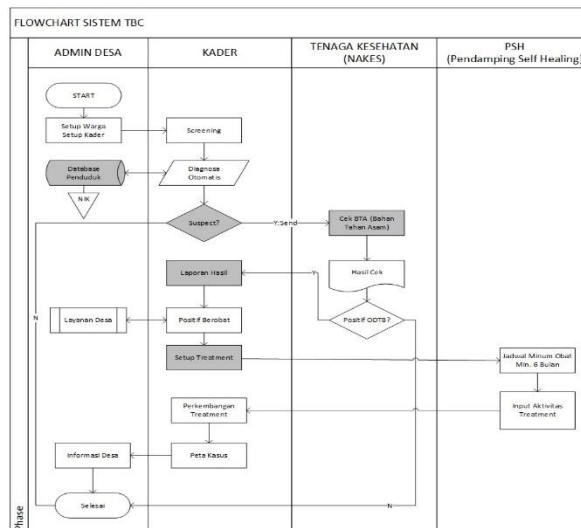 FLOWCHART SISTEM TBC
ADMIN DESA
KADER
TENAGA KESEHATAN
(NAKES)
PSH
(Pendamping Self Healing)
START
Setup Warga
Setup Kader
Screening
Database
Penduduk
Diagnosa
Otomatis
NIK
Suspect?
Y:Send
Cek BTA (Bahan
Tahan Asam)
Laporan Hasil
Y
Hasil Cek
N
Layanan Desa
Positif Berobat
Positif ODTB?
Setup Treatment
Jadwal Minum Obat
Min. 6 Bulan
Perkembangan
Treatment
Input Aktivitas
Treatment
Informasi Desa
Peta Kasus
Selesai
N
Phase